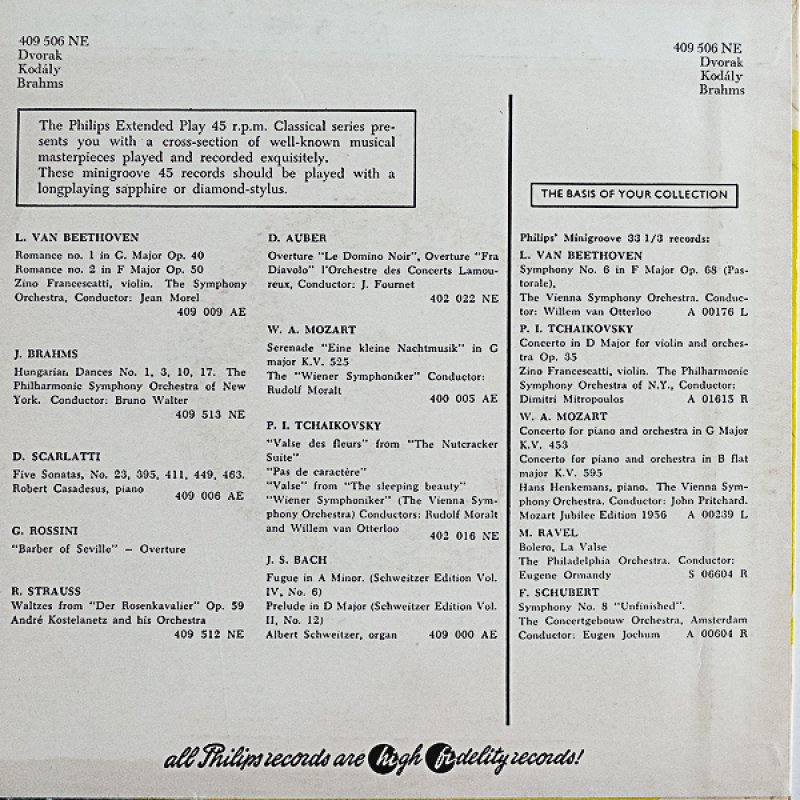 409 506 NE
Dvorak
Kodály
Brahms
409 506 NE
Dvorak
Kodály
Brahms
The Philips Extended Play 45 r.p.m. Classical series pre-
sents you with a cross-section of well-known musical
masterpieces played and recorded exquisitely.
These minigroove 45 records should be played with a
longplaying sapphire or diamond-stylus.
L. VAN BEETHOVEN
Romance no. 1 in G. Major Op. 40
Romance no. 2 in F Major Op. 50
Zino Francescatti, violin. The Symphony
Orchestra, Conductor: Jean Morel
409 009 AE
J. BRAHMS
Hungarian Dances No. 1, 3, 10, 17. The
Philharmonic Symphony Orchestra of New
York. Conductor: Bruno Walter
409 513 NE
D. SCARLATTI
Five Sonatas, No. 23, 395, 411, 449, 463.
Robert Casadesus, piano
409 006 AE
G. ROSSINI
"Barber of Seville" - Overture
R. STRAUSS
Waltzes from "Der Rosenkavalier" Op. 59
André Kostelanetz and his Orchestra
409 512 NE
D. AUBER
Overture "Le Domino Noir", Overture "Fra
Diavolo" l'Orchestre des Concerts Lamou-
reux, Conductor: J. Fournet
402 022 NE
W. A. MOZART
Serenade "Eine kleine Nachtmusik" in G
major K.V. 525
The "Wiener Symphoniker" Conductor:
Rudolf Moralt
400 005 AE
P. I. TCHAIKOVSKY
"Valse des fleurs" from "The Nutcracker
Suite"
"Pas de caractère"
"Valse" from "The sleeping beauty"
"Wiener Symphoniker" (The Vienna Sym-
phony Orchestra) Conductors: Rudolf Moralt
and Willem van Otterloo
402 016 NE
J. S. BACH
Fugue in A Minor. (Schweitzer Edition Vol.
IV, No. 6)
Prelude in D Major (Schweitzer Edition Vol.
II, No. 12)
Albert Schweitzer, organ 409 000 AE
THE BASIS OF YOUR COLLECTION
Philips' Minigroove 33 1/3 records:
L. VAN BEETHOVEN
Symphony No. 6 in F Major Op. 68 (Pas-
torale),
The Vienna Symphony Orchestra. Conduc-
tor: Willem van Otterloo A 00176 L
P. I. TCHAIKOVSKY
Concerto in D Major for violin and orches-
tra Op. 35
Zino Francescatti, violin. The Philharmonic
Symphony Orchestra of N.Y., Conductor:
Dimitri Mitropoulos A 01615 R
W. A. MOZART
Concerto for piano and orchestra in G Major
K.V. 453
Concerto for piano and orchestra in B flat
major K.V. 595
Hans Henkemans, piano. The Vienna Sym-
phony Orchestra. Conductor: John Pritchard.
Mozart Jubilee Edition 1956 A 00239 L
M. RAVEL
Bolero, La Valse
The Philadelphia Orchestra. Conductor:
Eugene Ormandy S 06604 R
F. SCHUBERT
Symphony No. 8 "Unfinished".
The Concertgebouw Orchestra, Amsterdam
Conductor: Eugen Jochum A 00604 R
all Philips records are high fidelity records!